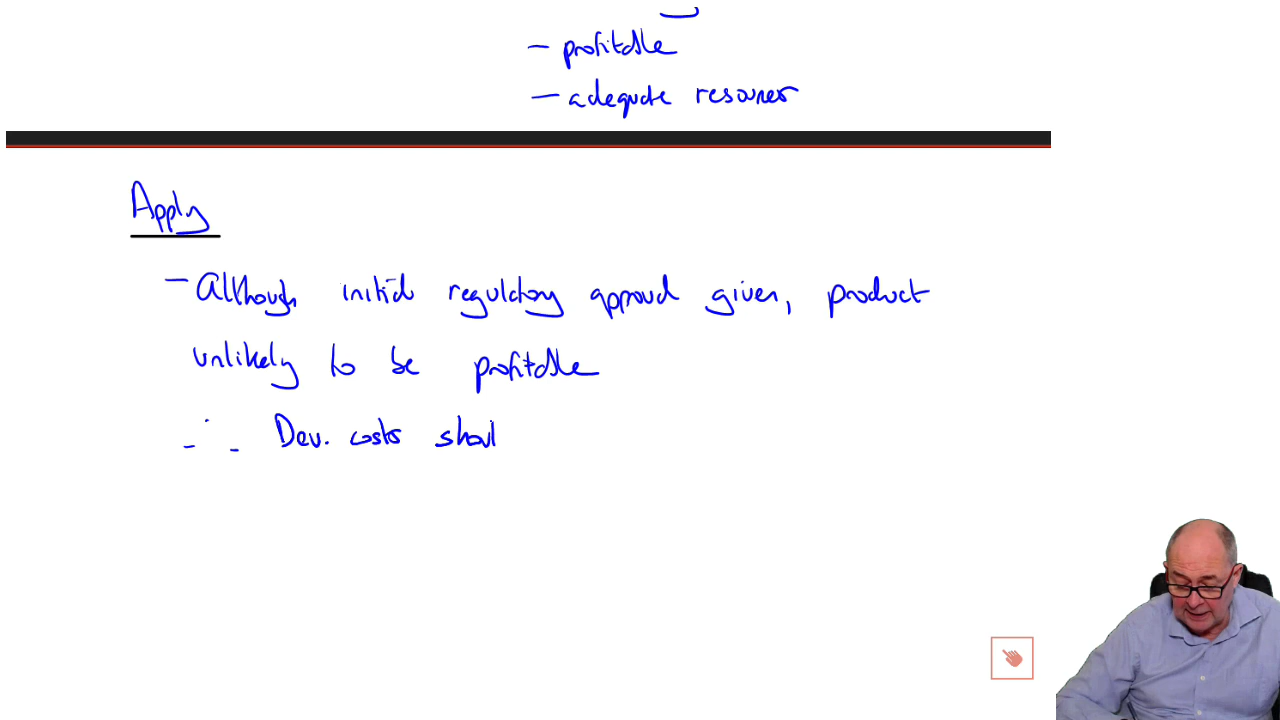 - profitable
- adequate resources
Apply
- Although initial regulatory approval given, product
unlikely to be profitable
∴ Dev. costs shoul